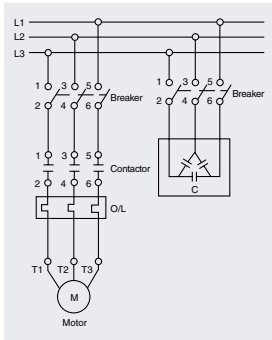 L1
L2
L3
1 3 5
2 4 6
Breaker
1 3 5
2 4 6
Breaker
1 3 5
2 4 6
Contactor
C
O/L
T1 T2 T3
M
Motor